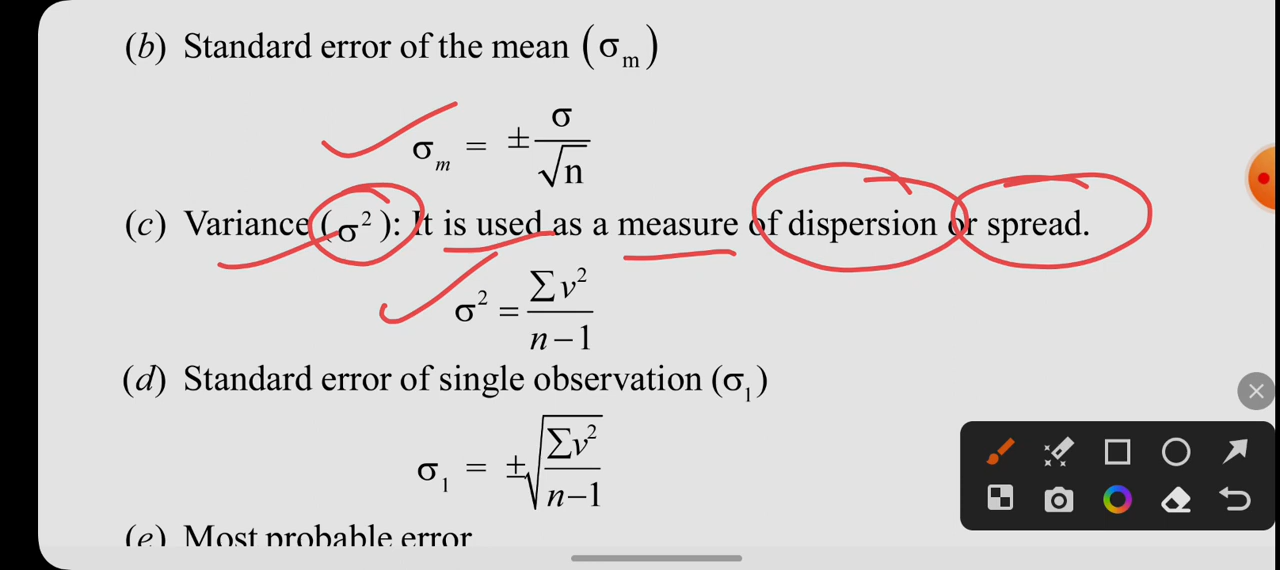 (b) Standard error of the mean (σm)
σm = ± σ/√n
(c) Variance (σ²): It is used as a measure of dispersion or spread.
σ² = Σv²/n−1
(d) Standard error of single observation (σ₁)
σ₁ = ±√Σv²/n−1
(e) Most probable error